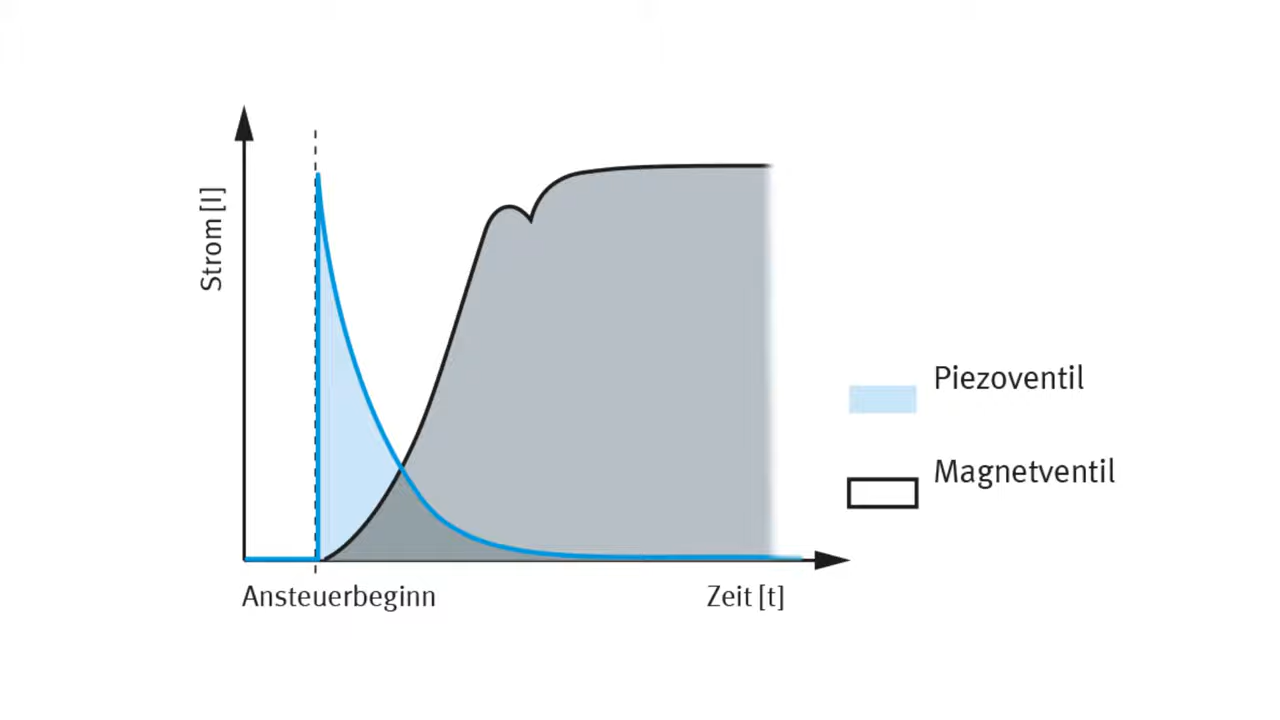 Strom [I]
Piezoventil
Magnetventil
Ansteuerbeginn
Zeit [t]